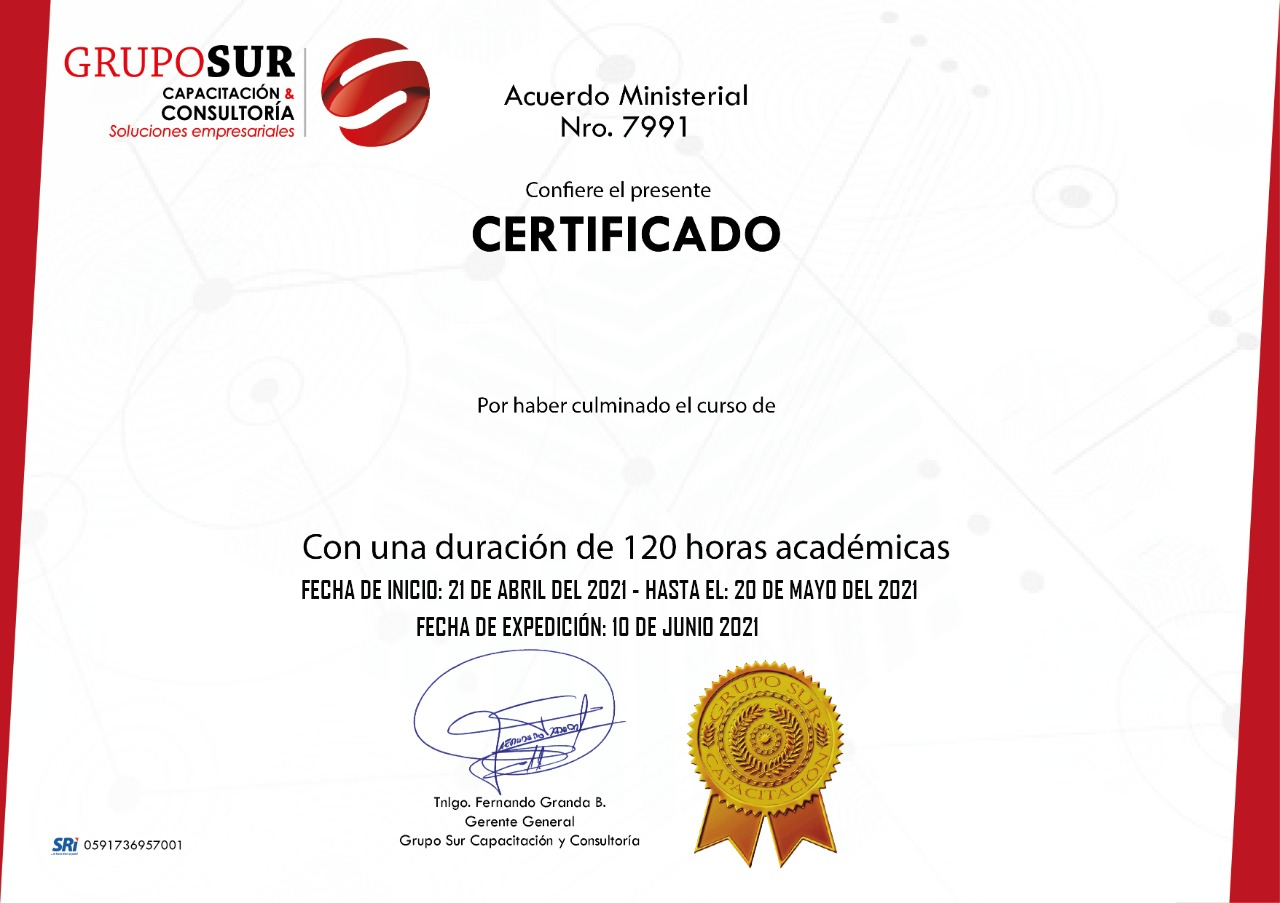 GRUPOSUR
CAPACITACIÓN &
CONSULTORÍA
Soluciones empresariales
Acuerdo Ministerial
Nro. 7991
Confiere el presente
CERTIFICADO
Por haber culminado el curso de
Con una duración de 120 horas académicas
FECHA DE INICIO: 21 DE ABRIL DEL 2021 - HASTA EL: 20 DE MAYO DEL 2021
FECHA DE EXPEDICIÓN: 10 DE JUNIO 2021
GRUPO SUR
CAPACITACIÓN
Tnlgo. Fernando Granda B.
Gerente General
Grupo Sur Capacitación y Consultoría
SRi 0591736957001